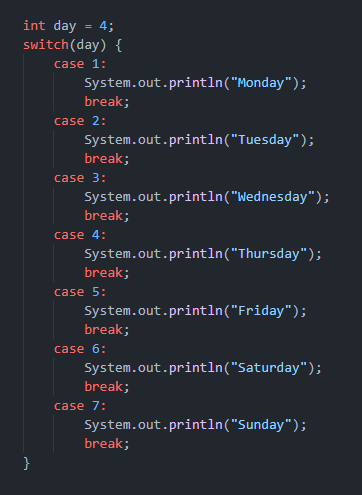 int day = 4;
switch(day) {
    case 1:
        System.out.println("Monday");
        break;
    case 2:
        System.out.println("Tuesday");
        break;
    case 3:
        System.out.println("Wednesday");
        break;
    case 4:
        System.out.println("Thursday");
        break;
    case 5:
        System.out.println("Friday");
        break;
    case 6:
        System.out.println("Saturday");
        break;
    case 7:
        System.out.println("Sunday");
        break;
}